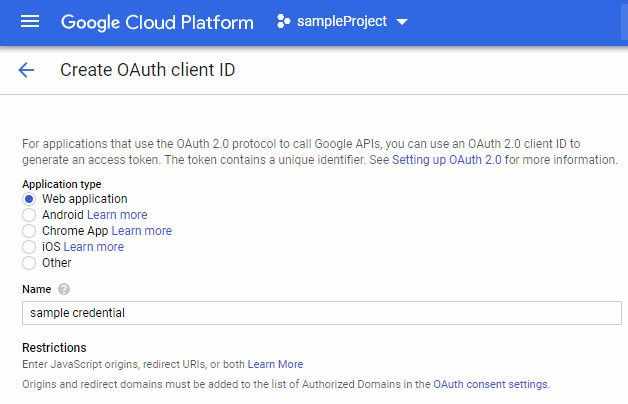 Google Cloud Platform sampleProject
Create OAuth client ID
For applications that use the OAuth 2.0 protocol to call Google APIs, you can use an OAuth 2.0 client ID to
generate an access token. The token contains a unique identifier. See Setting up OAuth 2.0 for more information.
Application type
Web application
Android Learn more
Chrome App Learn more
iOS Learn more
Other
Name ?
sample credential
Restrictions
Enter JavaScript origins, redirect URIs, or both Learn More
Origins and redirect domains must be added to the list of Authorized Domains in the OAuth consent settings.